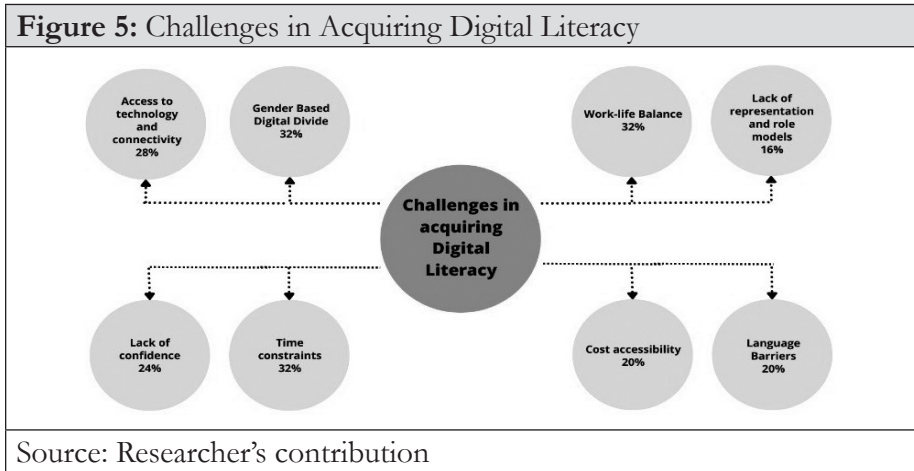 Figure 5: Challenges in Acquiring Digital Literacy
Access to
technology
and
connectivity
28%
Gender Based
Digital Divide
32%
Work-life Balance
32%
Lack of
representation
and role
models
16%
Challenges in
acquiring
Digital
Literacy
Lack of
confidence
24%
Time
constraints
32%
Cost accessibility
20%
Language
Barriers
20%
Source: Researcher's contribution